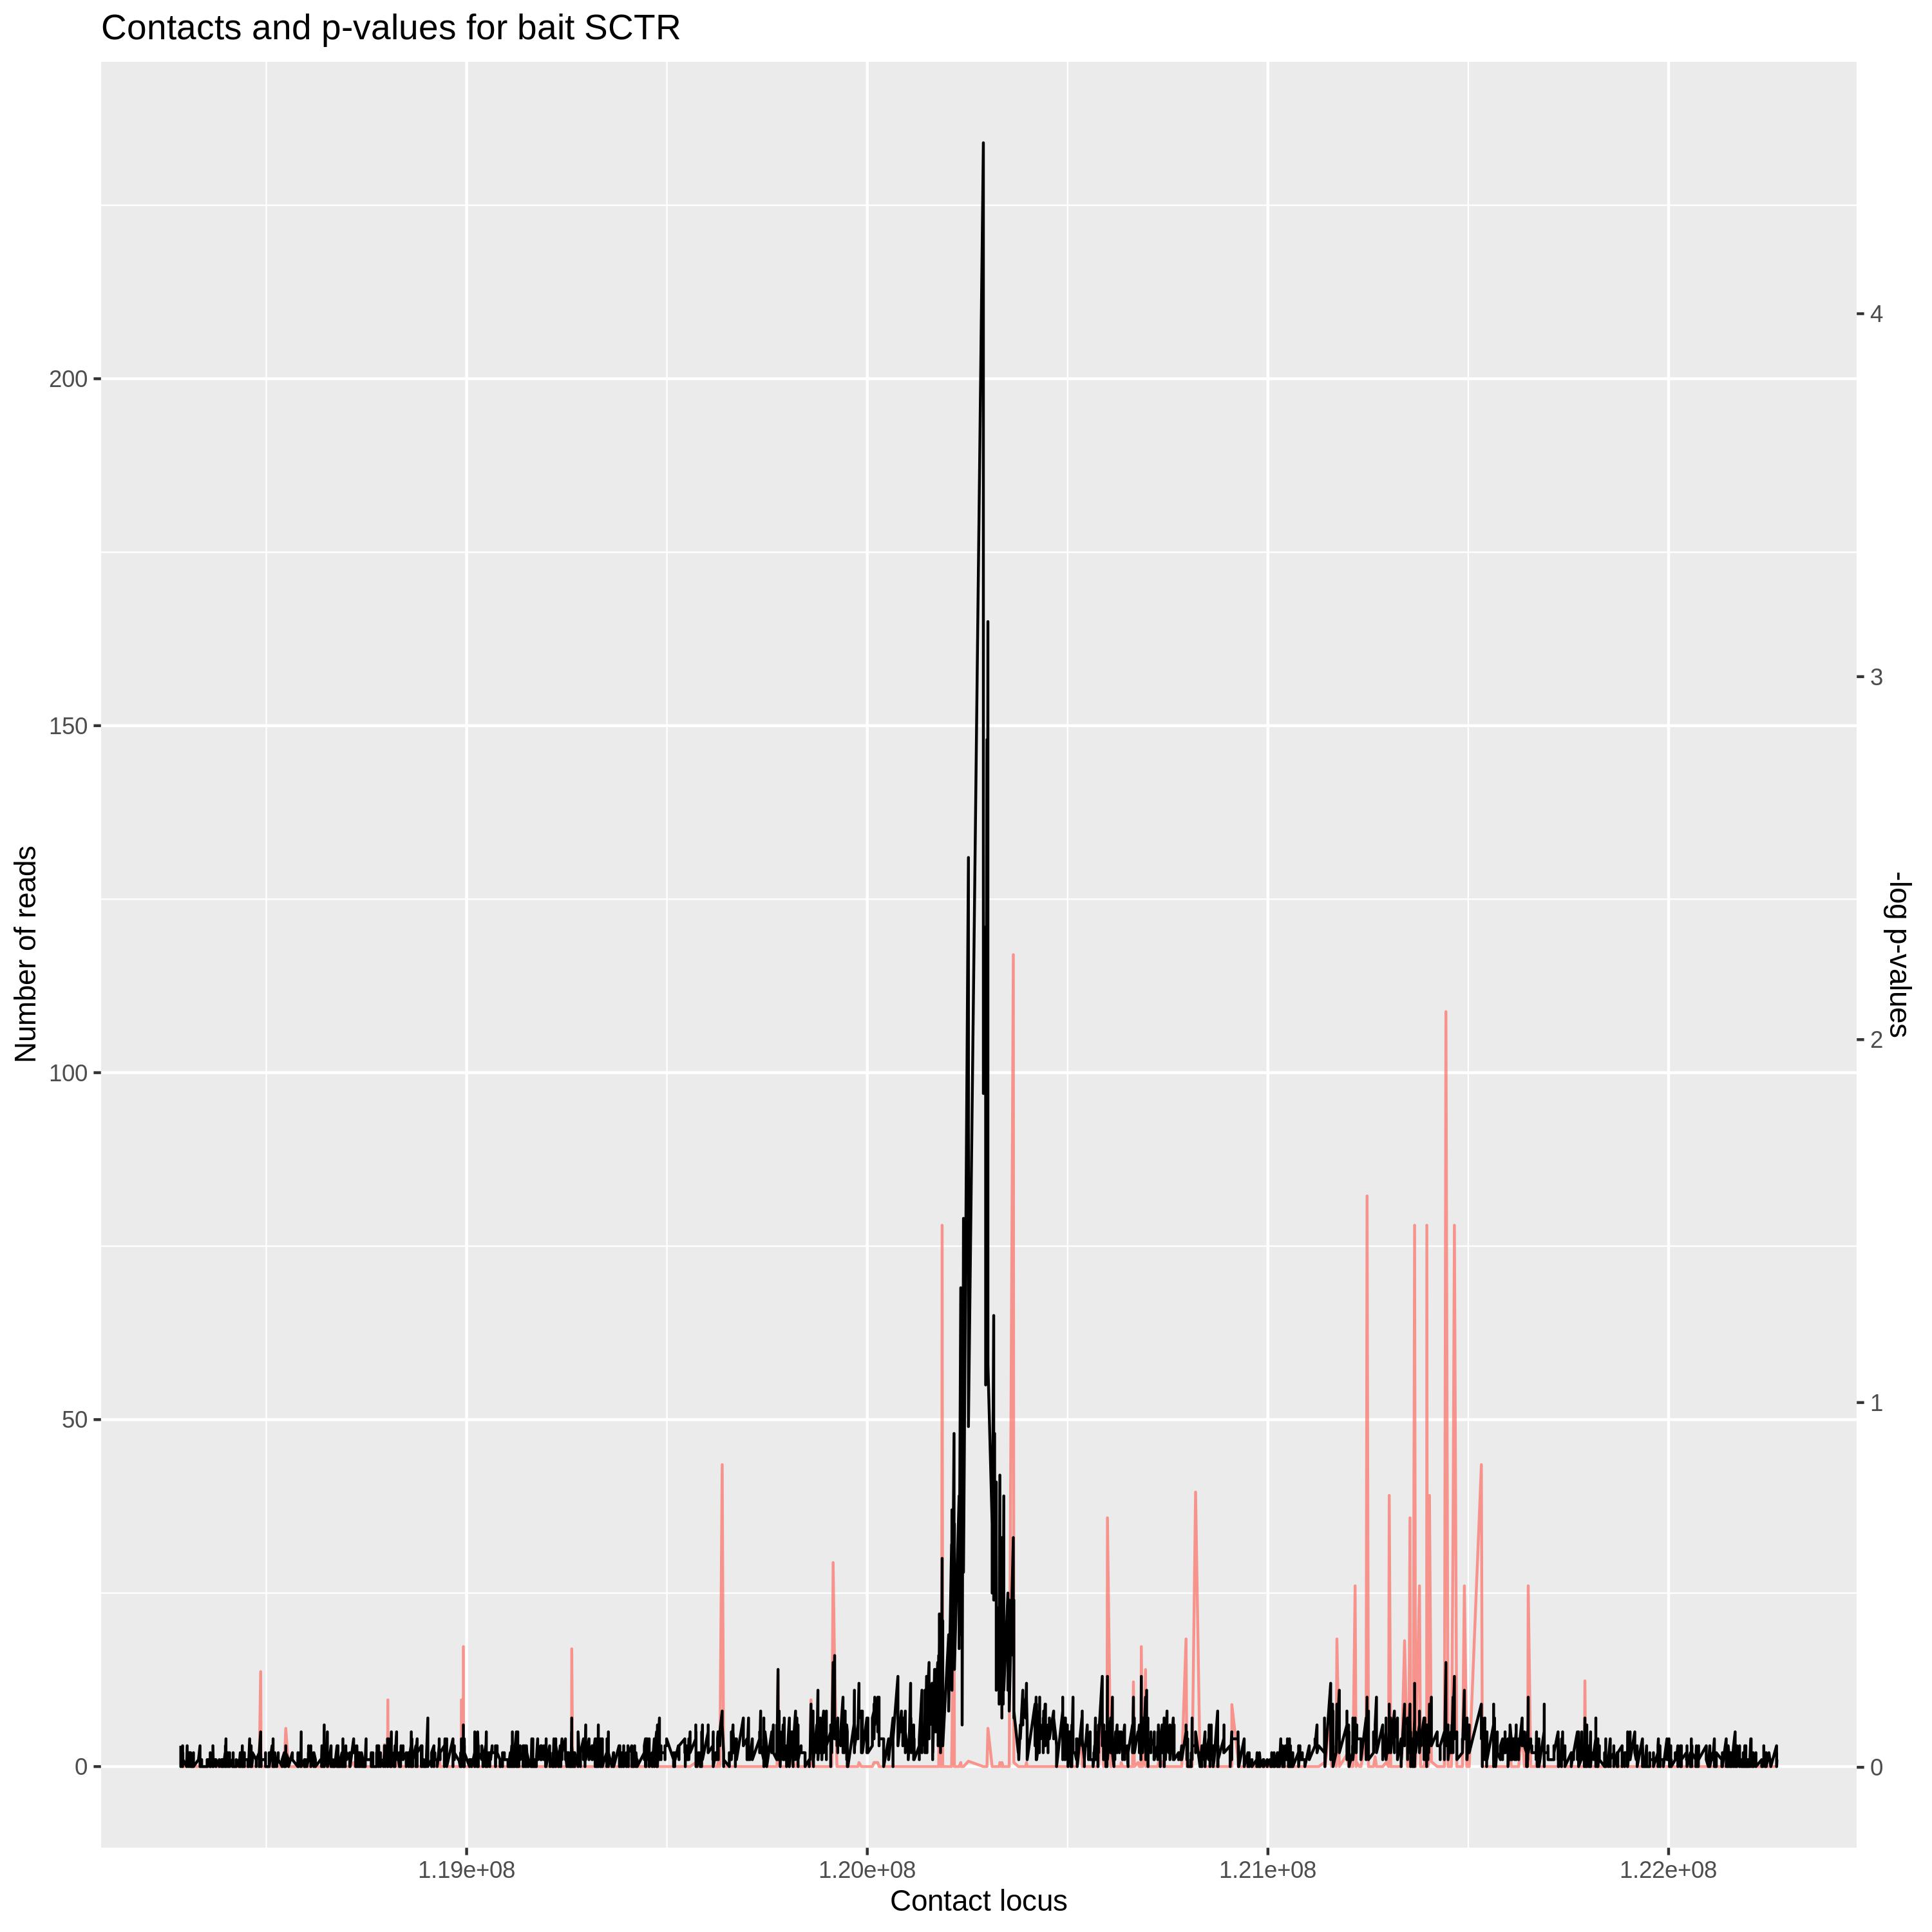 Contacts and p-values for bait SCTR
Number of reads
200
150
100
50
0
4
3
2
1
0
-log p-values
1.19e+08
1.20e+08
1.21e+08
1.22e+08
Contact locus